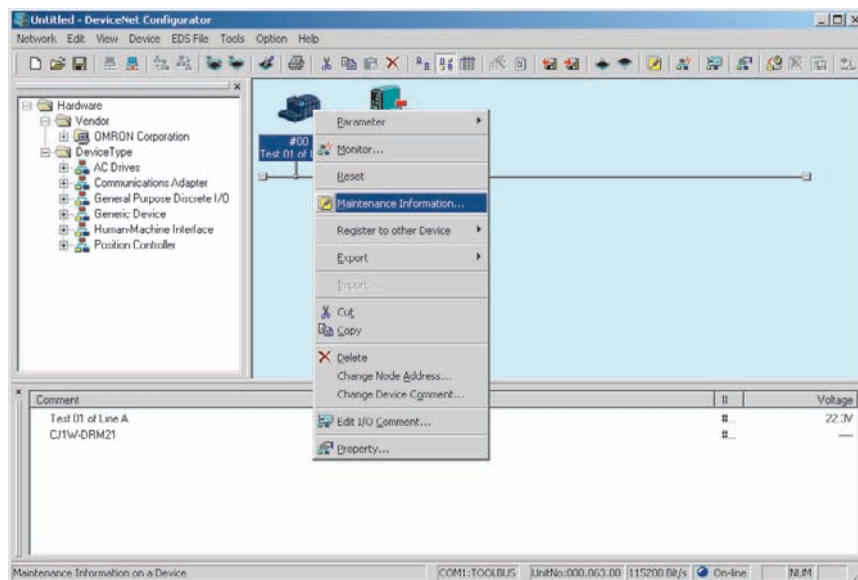 Untitled - DeviceNet Configurator
Network Edit View Device EDS File Tools Option Help
Hardware
Vendor
OMRON Corporation
DeviceType
AC Drives
Communications Adapter
General Purpose Discrete I/O
Generic Device
Human-Machine Interface
Position Controller
#00
Test 01 of L
Parameter
Monitor...
Reset
Maintenance Information...
Register to other Device
Export
Import...
Cut
Copy
Delete
Change Node Address...
Change Device Comment...
Edit I/O Comment...
Property...
Comment # Voltage
Test 01 of Line A #... 22.3V
CJ1W-DRM21 #... -----
Maintenance Information on a Device COM1:TOOLBUS UnitNo:000.063.00 115200 Bit/s On-line NUM